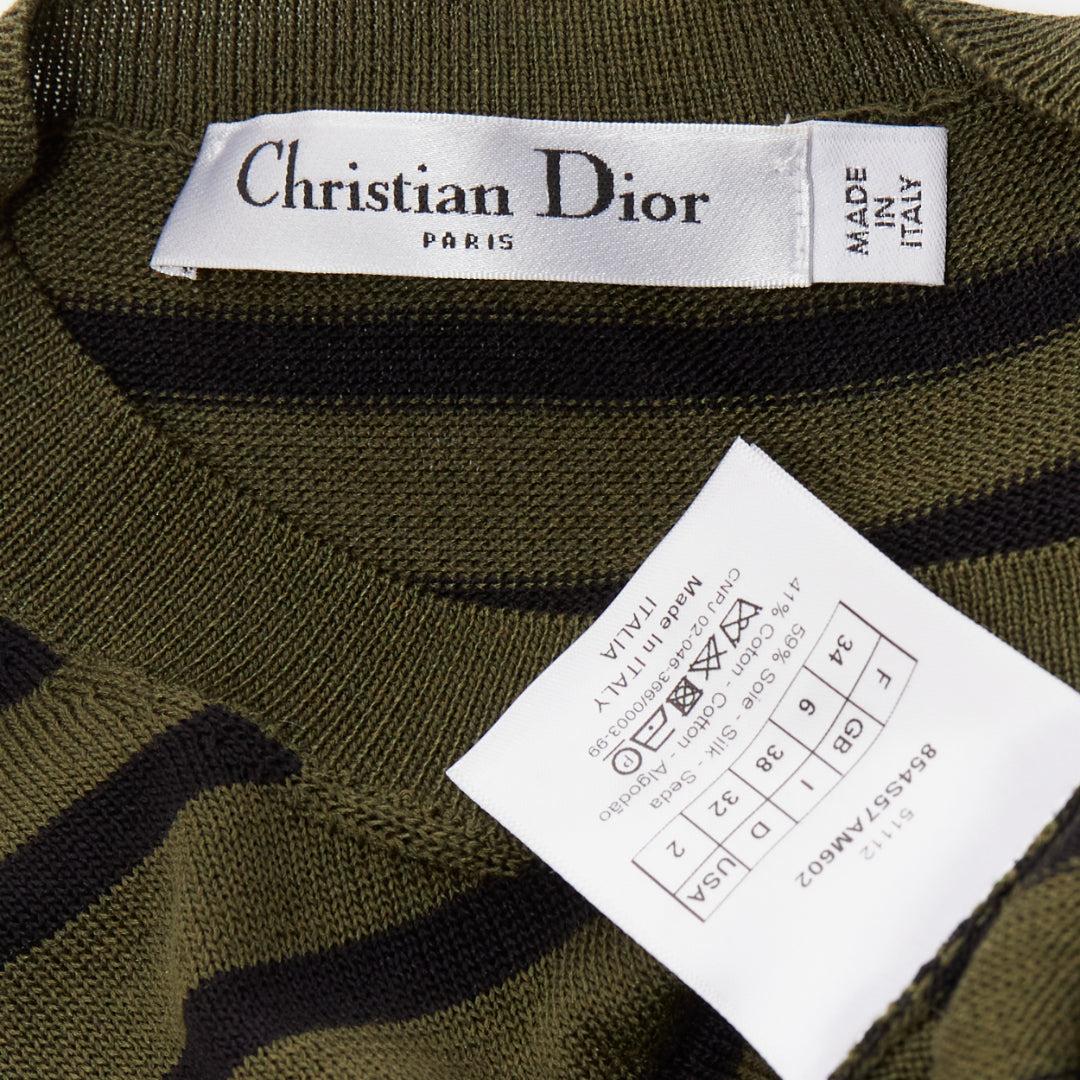 Christian Dior
PARIS
MADE
IN
ITALY
51112
854S57AM602
F GB I D USA
34 6 38 32 2
59% Soie - Silk - Seda
41% Coton - Cotton - Algodão
P
CNPJ 02-046-366/0003-99
Made in ITALY
ITALIA